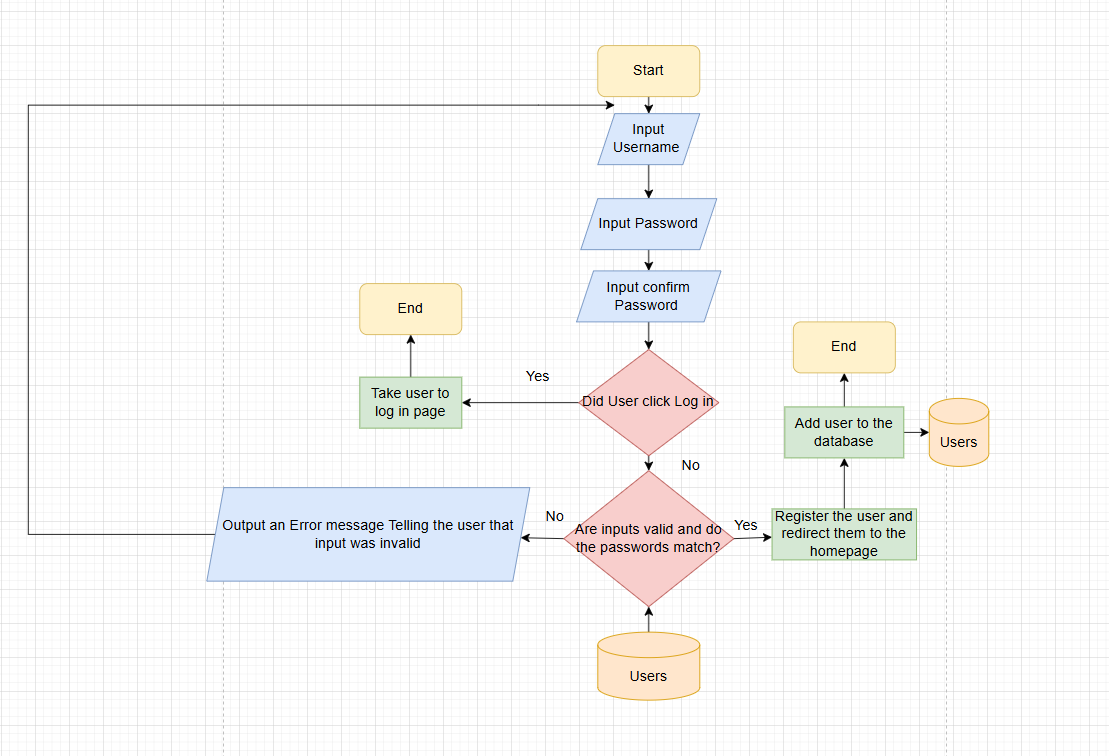 Start
Input
Username
Input Password
Input confirm
Password
End
End
Yes
Take user to
log in page
Did User click Log in
Add user to the
database
Users
No
Output an Error message Telling the user that
input was invalid
No
Are inputs valid and do
the passwords match?
Yes
Register the user and
redirect them to the
homepage
Users